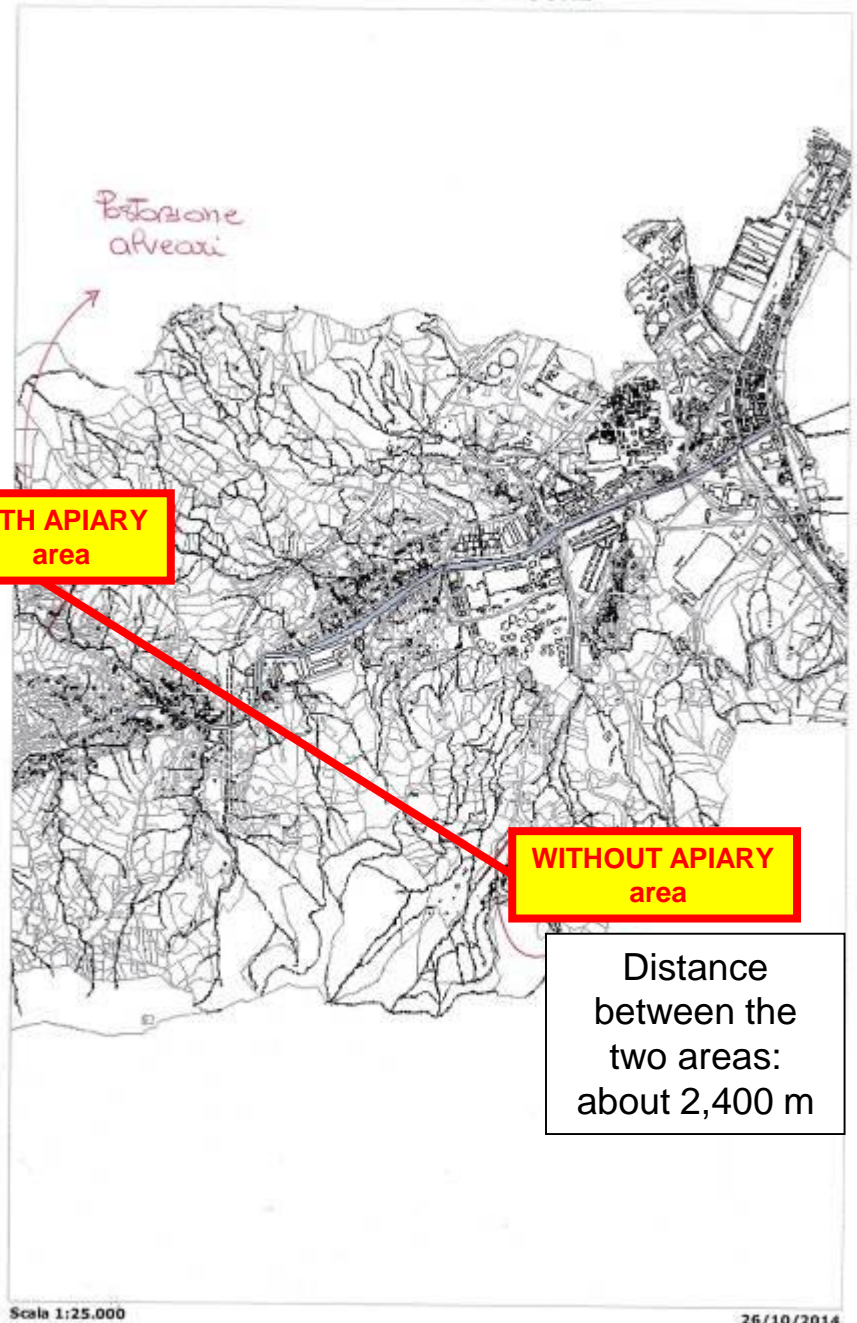 alveari
TH APIARY
area
WITHOUT APIARY
area
Distance
between the
two areas:
about 2,400 m
Scala 1:25.000
26/10/2014